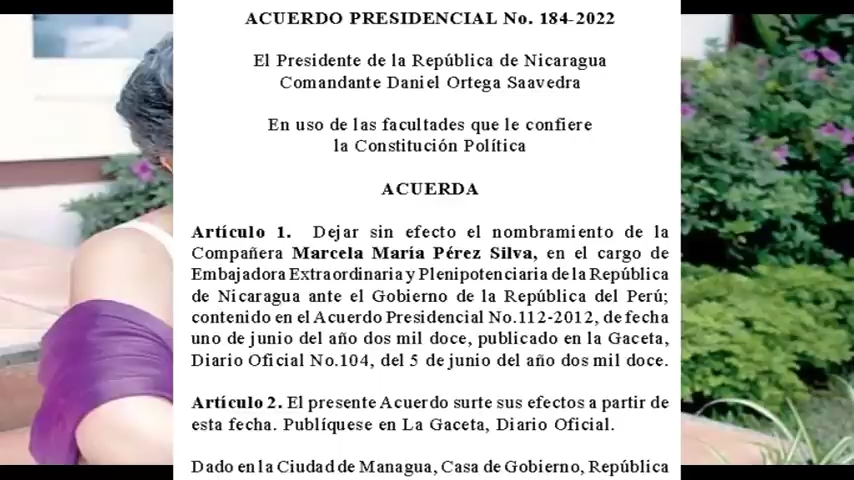 ACUERDO PRESIDENCIAL No. 184-2022
El Presidente de la República de Nicaragua
Comandante Daniel Ortega Saavedra
En uso de las facultades que le confiere
la Constitución Política
ACUERDA
Artículo 1. Dejar sin efecto el nombramiento de la
Compañera Marcela María Pérez Silva, en el cargo de
Embajadora Extraordinaria y Plenipotenciaria de la República
de Nicaragua ante el Gobierno de la República del Perú;
contenido en el Acuerdo Presidencial No.112-2012, de fecha
uno de junio del año dos mil doce, publicado en la Gaceta,
Diario Oficial No.104, del 5 de junio del año dos mil doce.
Artículo 2. El presente Acuerdo surte sus efectos a partir de
esta fecha. Publíquese en La Gaceta, Diario Oficial.
Dado en la Ciudad de Managua, Casa de Gobierno, República